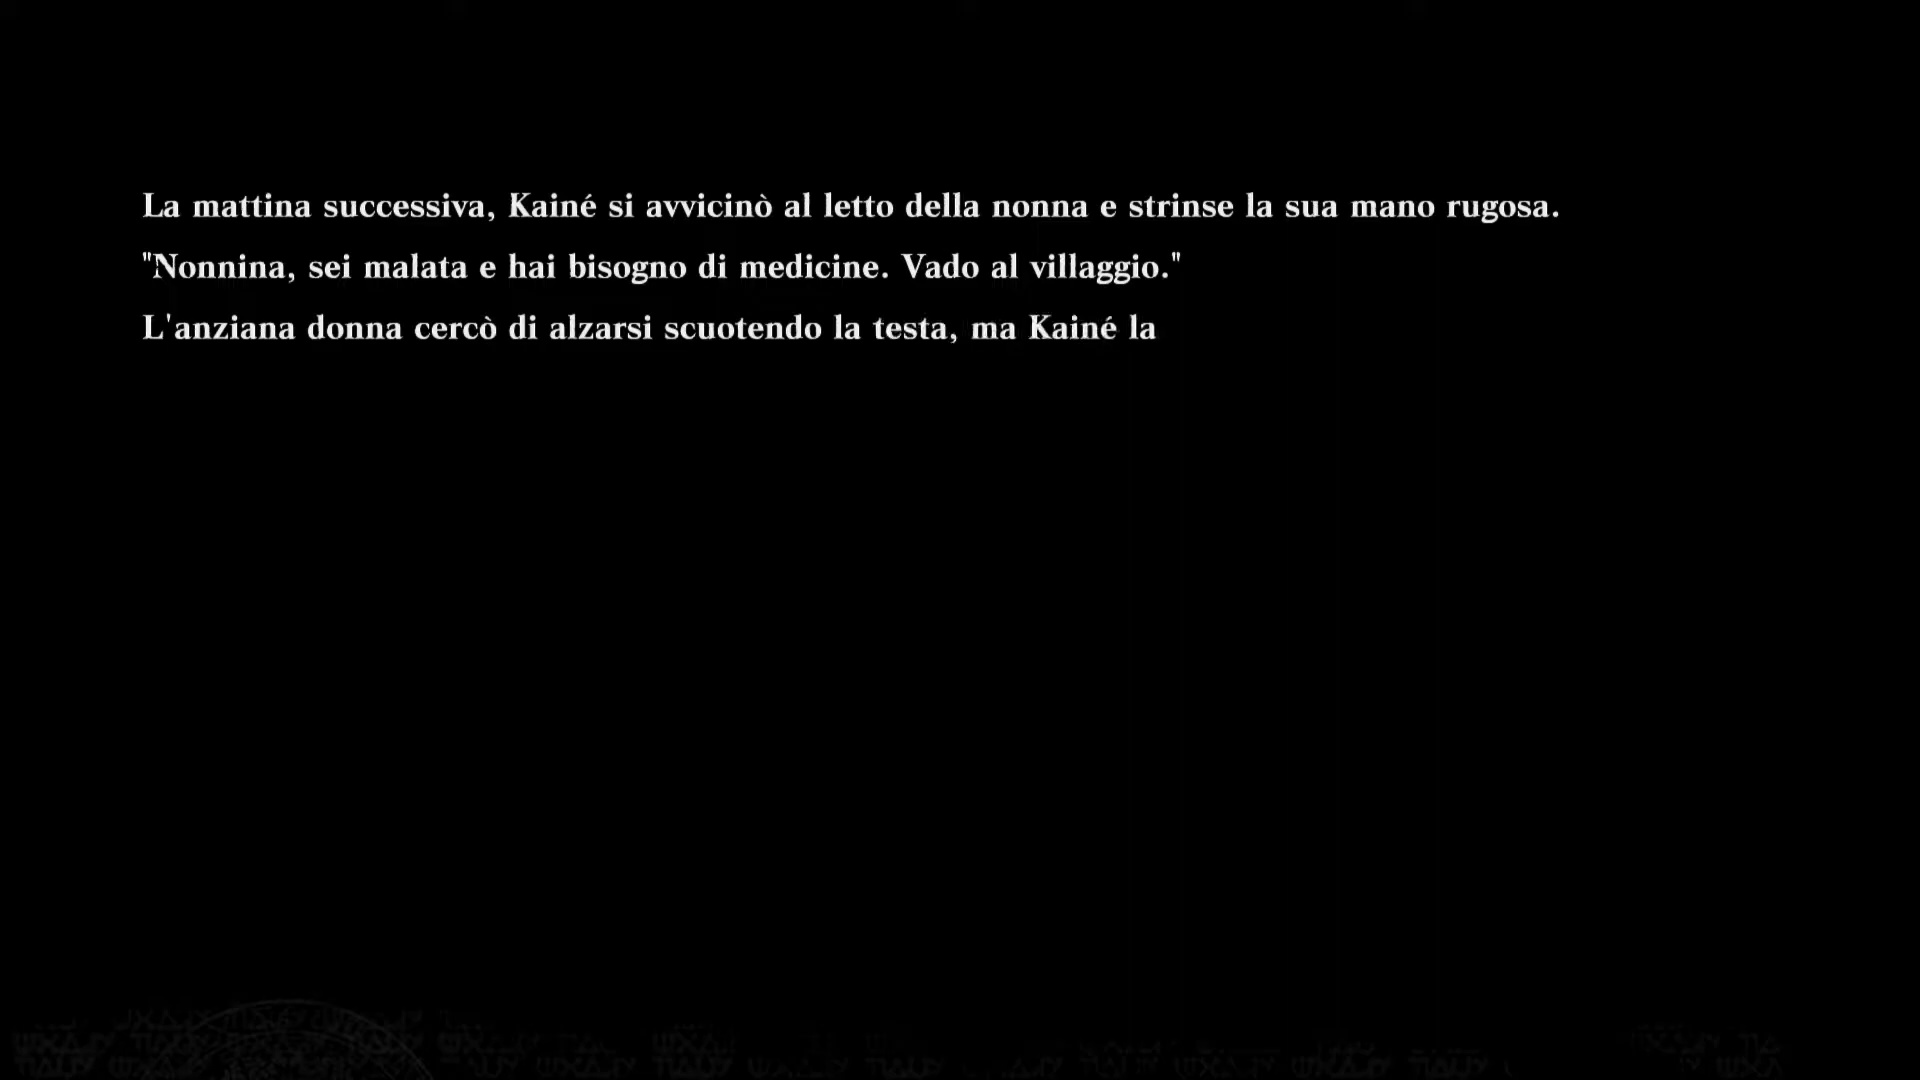 La mattina successiva, Kainé si avvicinò al letto della nonna e strinse la sua mano rugosa.
"Nonnina, sei malata e hai bisogno di medicine. Vado al villaggio."
L'anziana donna cercò di alzarsi scuotendo la testa, ma Kainé la